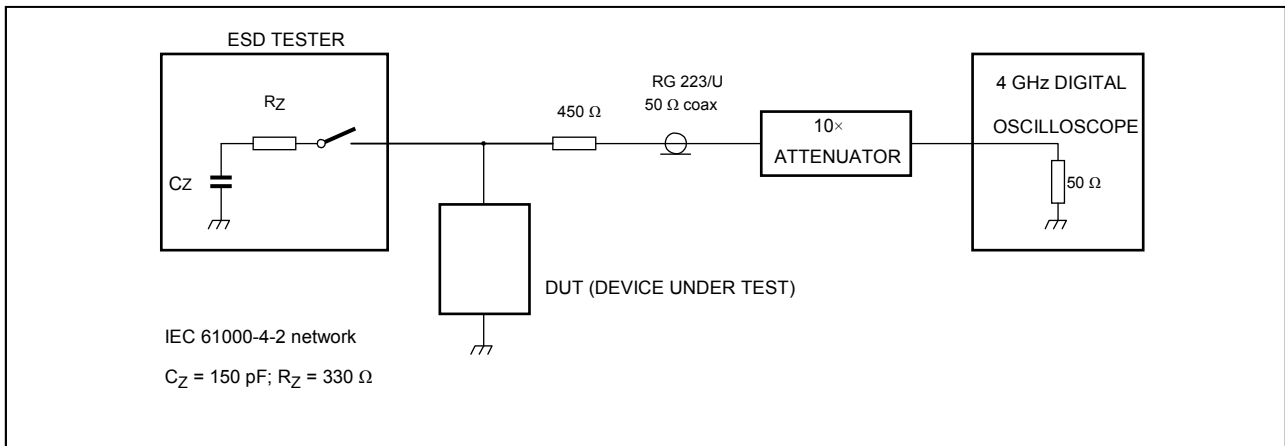 ESD TESTER
RZ
CZ
450 Ω
RG 223/U
50 Ω coax
10×
ATTENUATOR
4 GHz DIGITAL
OSCILLOSCOPE
50 Ω
DUT (DEVICE UNDER TEST)
IEC 61000-4-2 network
CZ = 150 pF; RZ = 330 Ω